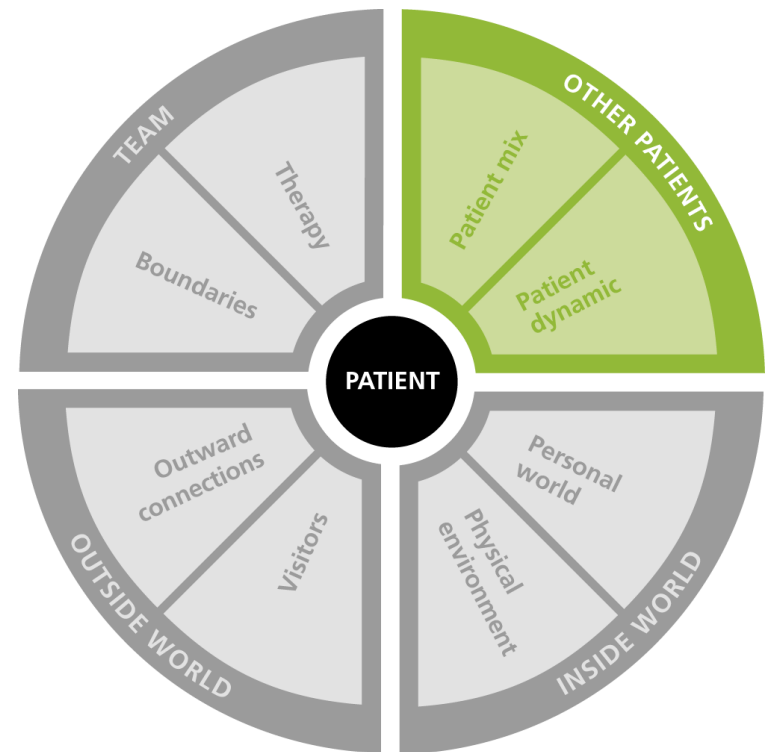 TEAM
Therapy
Boundaries
OTHER PATIENTS
Patient mix
Patient
dynamic
PATIENT
Outward
connections
Visitors
OUTSIDE WORLD
Personal
world
Physical
environment
INSIDE WORLD